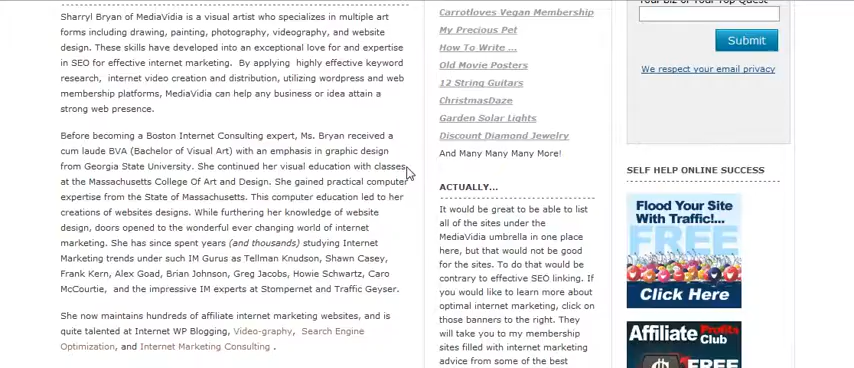 Sharryl Bryan of MediaVidia is a visual artist who specializes in multiple art
forms including drawing, painting, photography, videography, and website
design. These skills have developed into an exceptional love for and expertise
in SEO for effective internet marketing. By applying highly effective keyword
research, internet video creation and distribution, utilizing wordpress and web
membership platforms, MediaVidia can help any business or idea attain a
strong web presence.
Before becoming a Boston Internet Consulting expert, Ms. Bryan received a
cum laude BVA (Bachelor of Visual Art) with an emphasis in graphic design
from Georgia State University. She continued her visual education with classes
at the Massachusetts College Of Art and Design. She gained practical computer
expertise from the State of Massachusetts. This computer education led to her
creations of websites designs. While furthering her knowledge of website
design, doors opened to the wonderful ever changing world of internet
marketing. She has since spent years (and thousands) studying Internet
Marketing trends under such IM Gurus as Tellman Knudson, Shawn Casey,
Frank Kern, Alex Goad, Brian Johnson, Greg Jacobs, Howie Schwartz, Caro
McCourtie, and the impressive IM experts at Stompernet and Traffic Geyser.
She now maintains hundreds of affiliate internet marketing websites, and is
quite talented at Internet WP Blogging, Video-graphy, Search Engine
Optimization, and Internet Marketing Consulting .
Carrotloves Vegan Membership
My Precious Pet
How To Write ...
Old Movie Posters
12 String Guitars
ChristmasDaze
Garden Solar Lights
Discount Diamond Jewelry
And Many Many Many More!
ACTUALLY...
It would be great to be able to list
all of the sites under the
MediaVidia umbrella in one place
here, but that would not be good
for the sites. To do that would be
contrary to effective SEO linking. If
you would like to learn more about
optimal internet marketing, click on
those banners to the right. They
will take you to my membership
sites filled with internet marketing
advice from some of the best
Your Biz or Your Top Quest
Submit
We respect your email privacy
SELF HELP ONLINE SUCCESS
Flood Your Site
With Traffic!...
FREE
Click Here
Affiliate Profits
Club
FREE